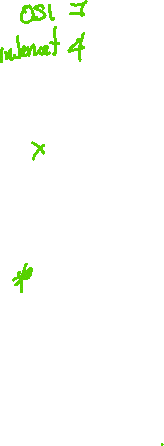 OSI 7
Internet 4
x